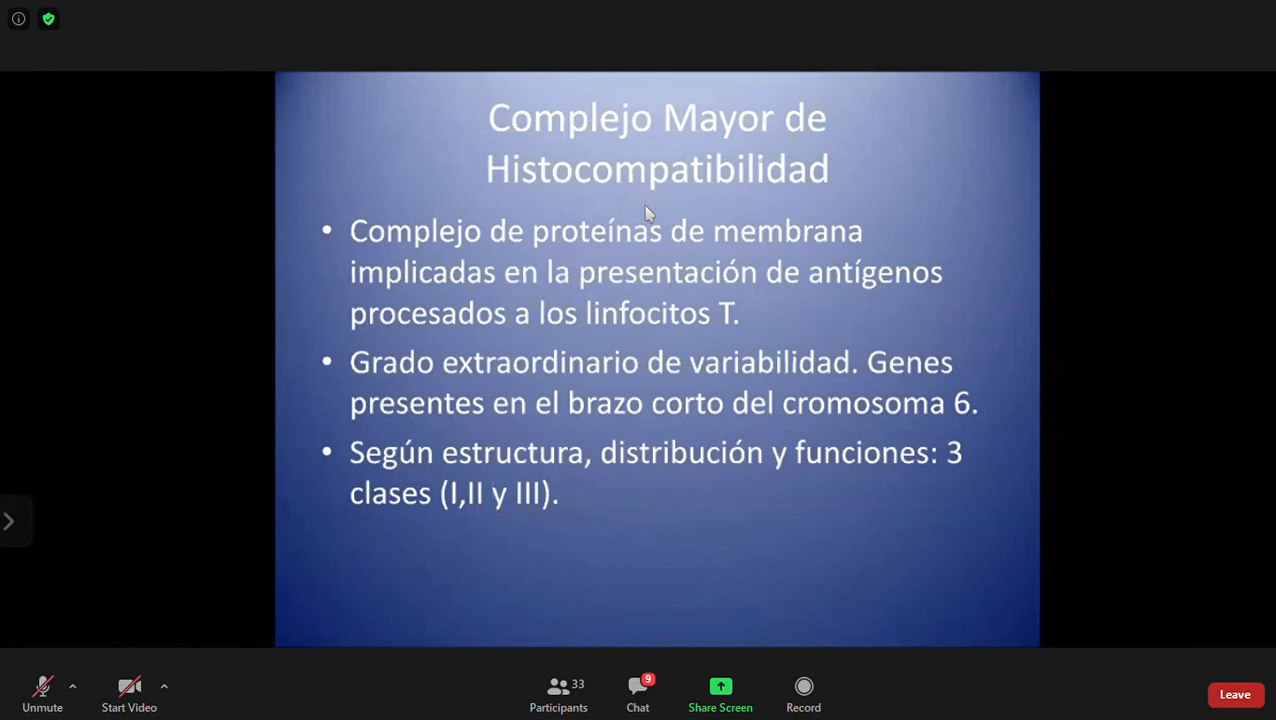 Complejo Mayor de
Histocompatibilidad
• Complejo de proteínas de membrana
implicadas en la presentación de antígenos
procesados a los linfocitos T.
• Grado extraordinario de variabilidad. Genes
presentes en el brazo corto del cromosoma 6.
• Según estructura, distribución y funciones: 3
clases (I,II y III).
Unmute
Start Video
33
Participants
9
Chat
Share Screen
Record
Leave